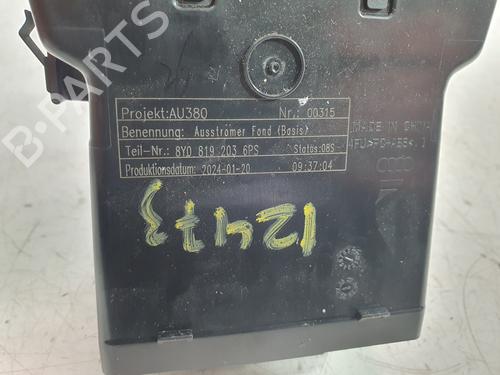 B-PARTS
Projekt:AU380 Nr.: 00315
Benennung: Ausströmer Fond (Basis)
Teil-Nr.: 8Y0 819 203 6PS Status:08S
Produktionsdatum: 2024-01-20 09:37:04
MADE IN CHINA
12473